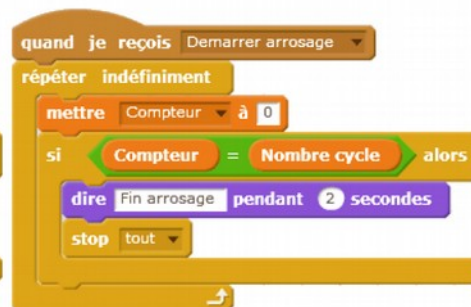 quand je reçois Demarrer arrosage
répéter indéfiniment
mettre Compteur à 0
si Compteur = Nombre cycle alors
dire Fin arrosage pendant 2 secondes
stop tout